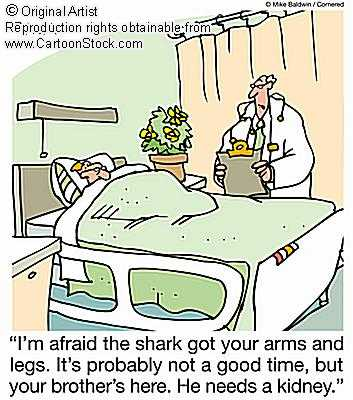 © Original Artist
Reproduction rights obtainable from
www.CartoonStock.com
© Mike Baldwin / Cornered
"I'm afraid the shark got your arms and
legs. It's probably not a good time, but
your brother's here. He needs a kidney."